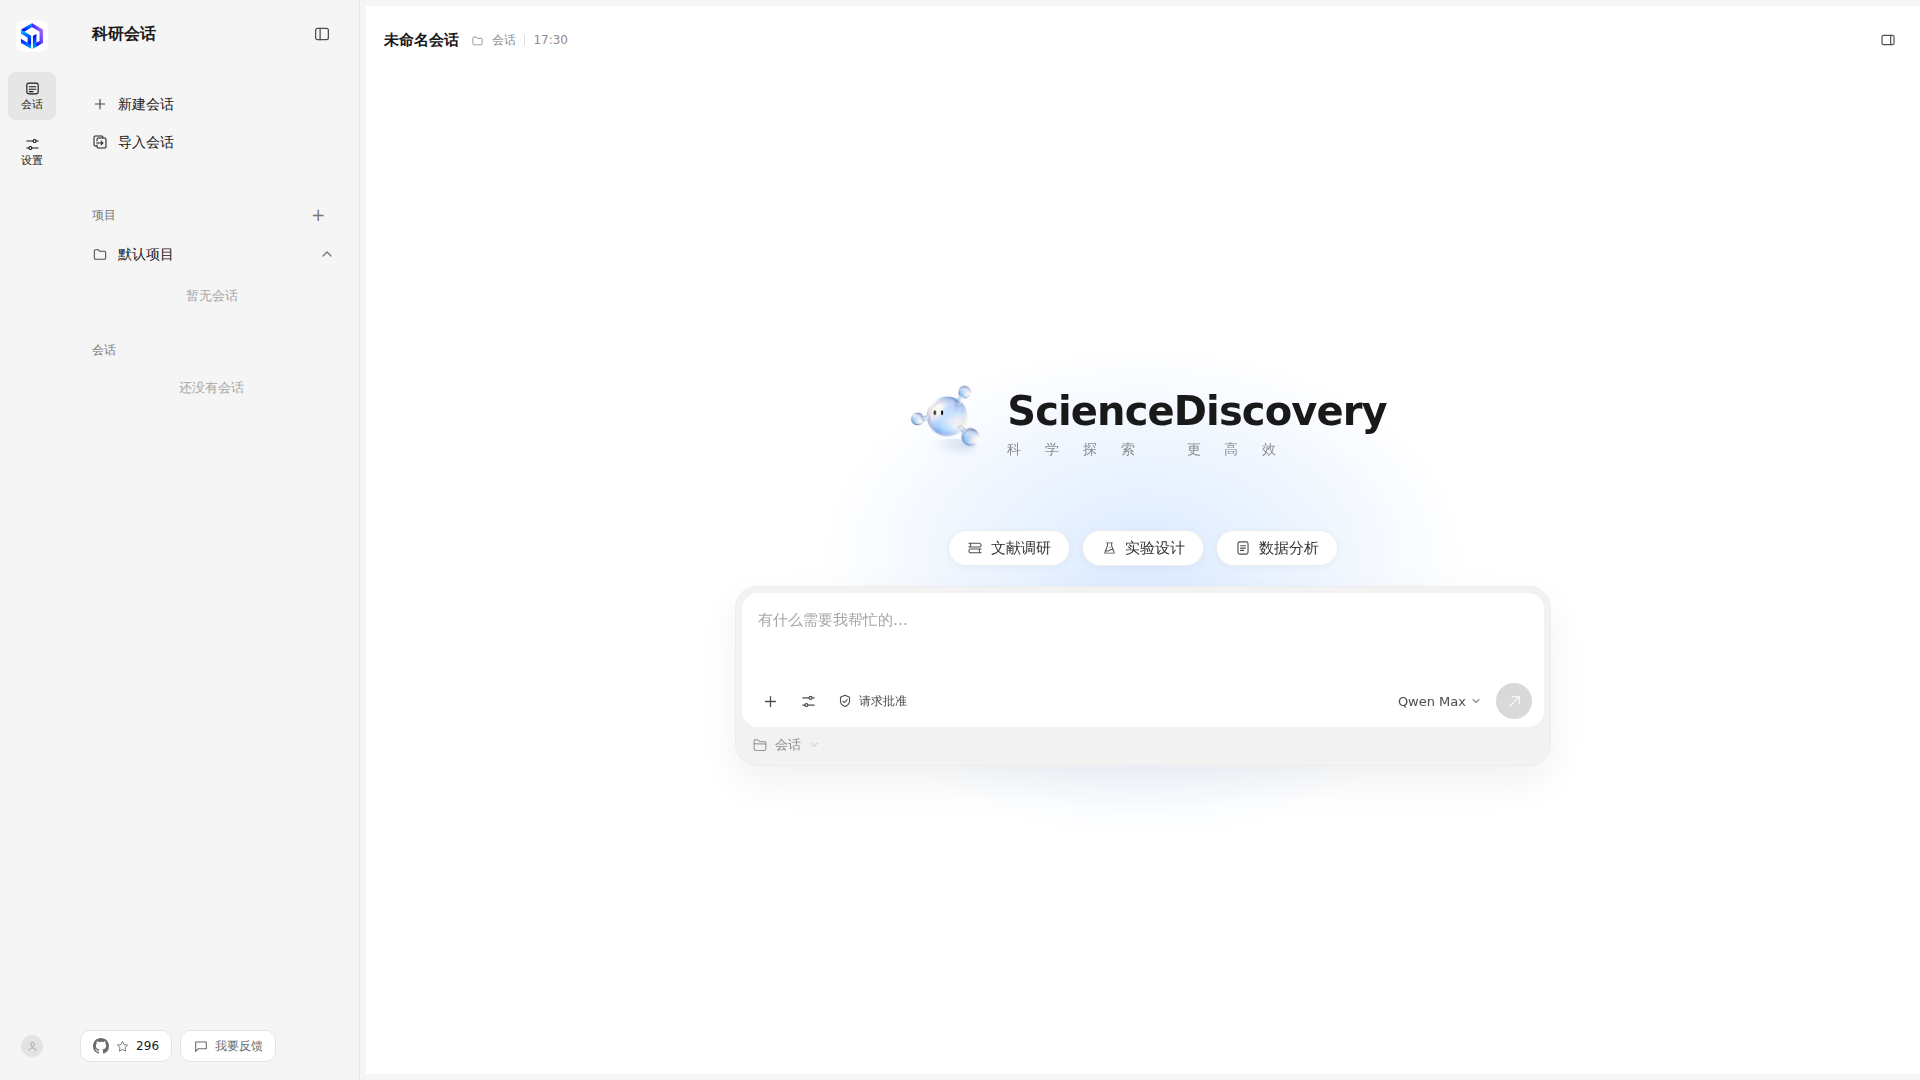 科研会话
会话
设置
新建会话
导入会话
项目
默认项目
暂无会话
会话
还没有会话
296
我要反馈
未命名会话 会话 17:30
ScienceDiscovery
科学探索 更高效
文献调研 实验设计 数据分析
有什么需要我帮忙的...
请求批准 Qwen Max
会话